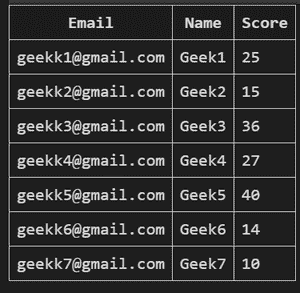 Email Name Score
geekk1@gmail.com Geek1 25
geekk2@gmail.com Geek2 15
geekk3@gmail.com Geek3 36
geekk4@gmail.com Geek4 27
geekk5@gmail.com Geek5 40
geekk6@gmail.com Geek6 14
geekk7@gmail.com Geek7 10